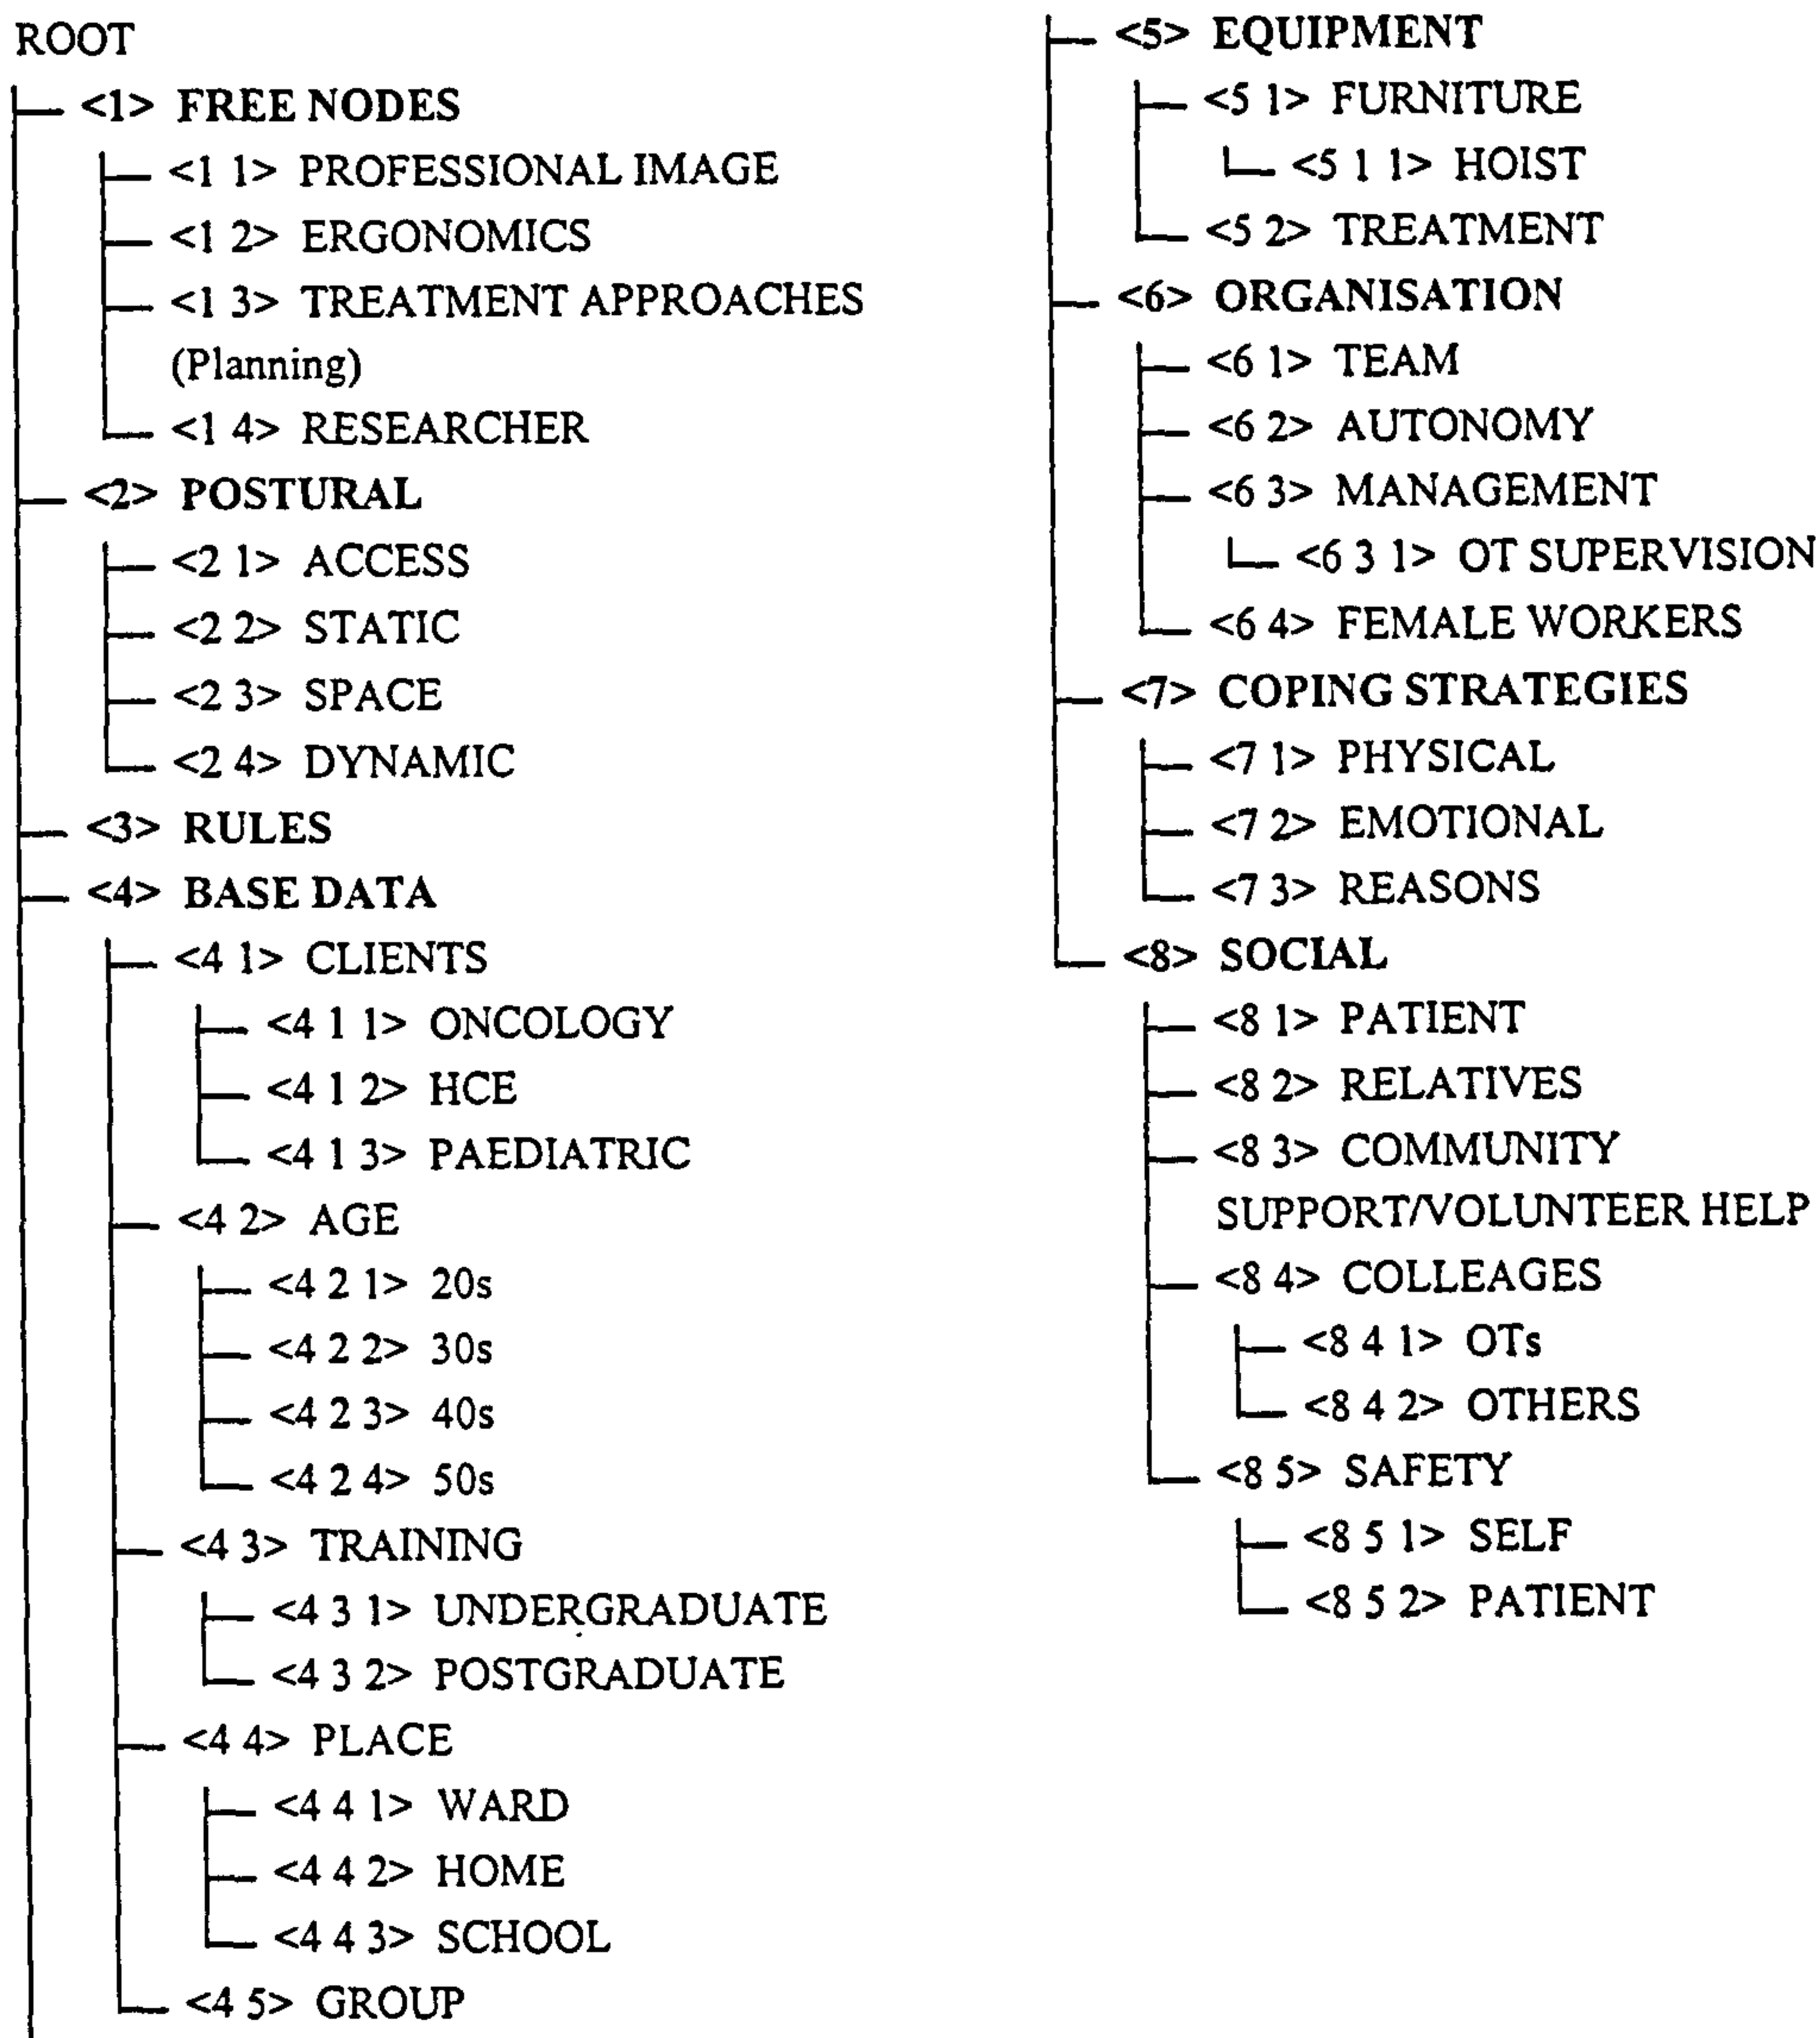 ROOT
<1> FREE NODES
<1 1> PROFESSIONAL IMAGE
<1 2> ERGONOMICS
<1 3> TREATMENT APPROACHES
(Planning)
<1 4> RESEARCHER
<2> POSTURAL
<2 1> ACCESS
<2 2> STATIC
<2 3> SPACE
<2 4> DYNAMIC
<3> RULES
<4> BASE DATA
<4 1> CLIENTS
<4 1 1> ONCOLOGY
<4 1 2> HCE
<4 1 3> PAEDIATRIC
<4 2> AGE
<4 2 1> 20s
<4 2 2> 30s
<4 2 3> 40s
<4 2 4> 50s
<4 3> TRAINING
<4 3 1> UNDERGRADUATE
<4 3 2> POSTGRADUATE
<4 4> PLACE
<4 4 1> WARD
<4 4 2> HOME
<4 4 3> SCHOOL
<4 5> GROUP
<5> EQUIPMENT
<5 1> FURNITURE
<5 1 1> HOIST
<5 2> TREATMENT
<6> ORGANISATION
<6 1> TEAM
<6 2> AUTONOMY
<6 3> MANAGEMENT
<6 3 1> OT SUPERVISION
<6 4> FEMALE WORKERS
<7> COPING STRATEGIES
<7 1> PHYSICAL
<7 2> EMOTIONAL
<7 3> REASONS
<8> SOCIAL
<8 1> PATIENT
<8 2> RELATIVES
<8 3> COMMUNITY
SUPPORT/VOLUNTEER HELP
<8 4> COLLEAGES
<8 4 1> OTs
<8 4 2> OTHERS
<8 5> SAFETY
<8 5 1> SELF
<8 5 2> PATIENT